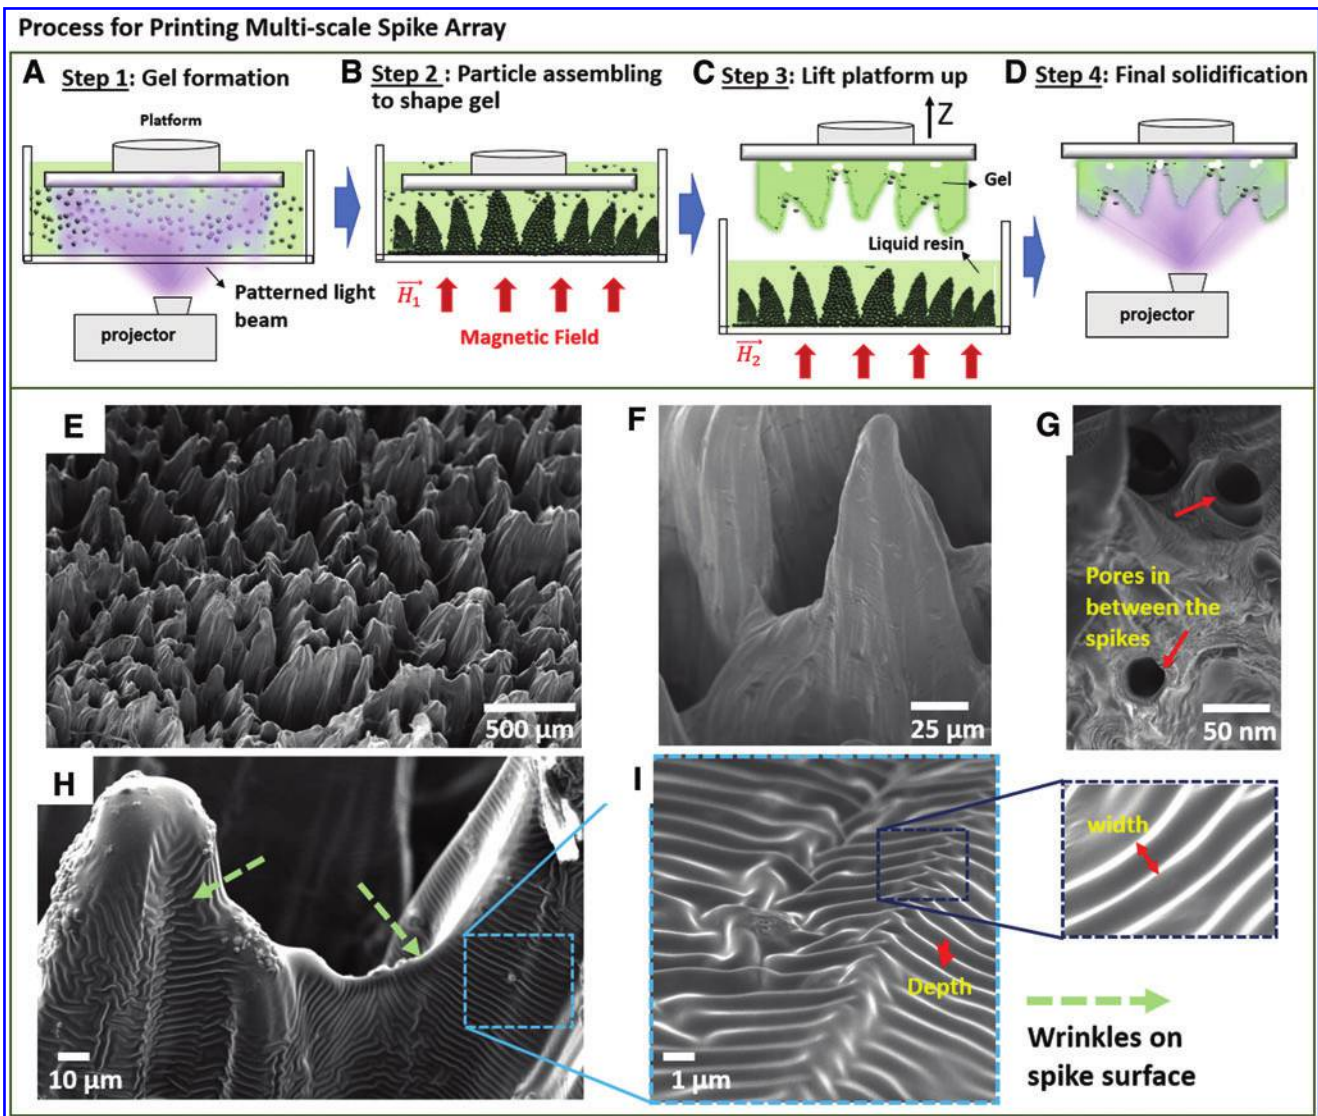 Process for Printing Multi-scale Spike Array
A Step 1: Gel formation
Platform
Patterned light
beam
projector
B Step 2 : Particle assembling
to shape gel
H₁
Magnetic Field
C Step 3: Lift platform up
Z
Gel
Liquid resin
H₂
D Step 4: Final solidification
projector
E
500 μm
F
25 μm
G
Pores in
between the
spikes
50 nm
H
10 μm
I
Depth
1 μm
width
Wrinkles on
spike surface